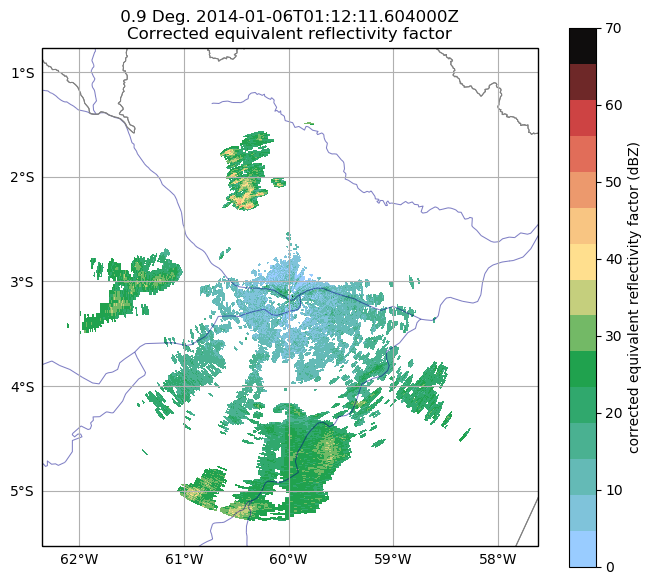 0.9 Deg. 2014-01-06T01:12:11.604000Z
Corrected equivalent reflectivity factor
1°S
2°S
3°S
4°S
5°S
62°W
61°W
60°W
59°W
58°W
70
60
50
40
30
20
10
0
corrected equivalent reflectivity factor (dBZ)